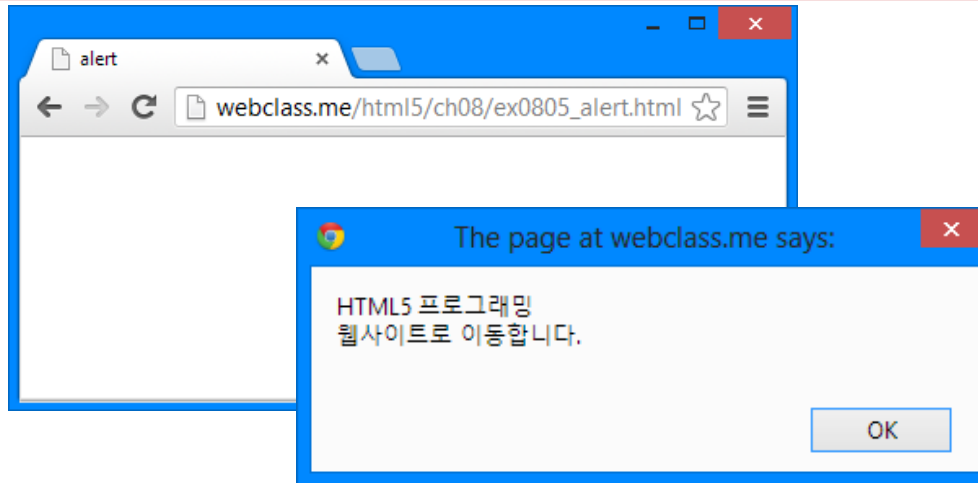 alert
webclass.me/html5/ch08/ex0805_alert.html
The page at webclass.me says:
HTML5 프로그래밍
웹사이트로 이동합니다.
OK